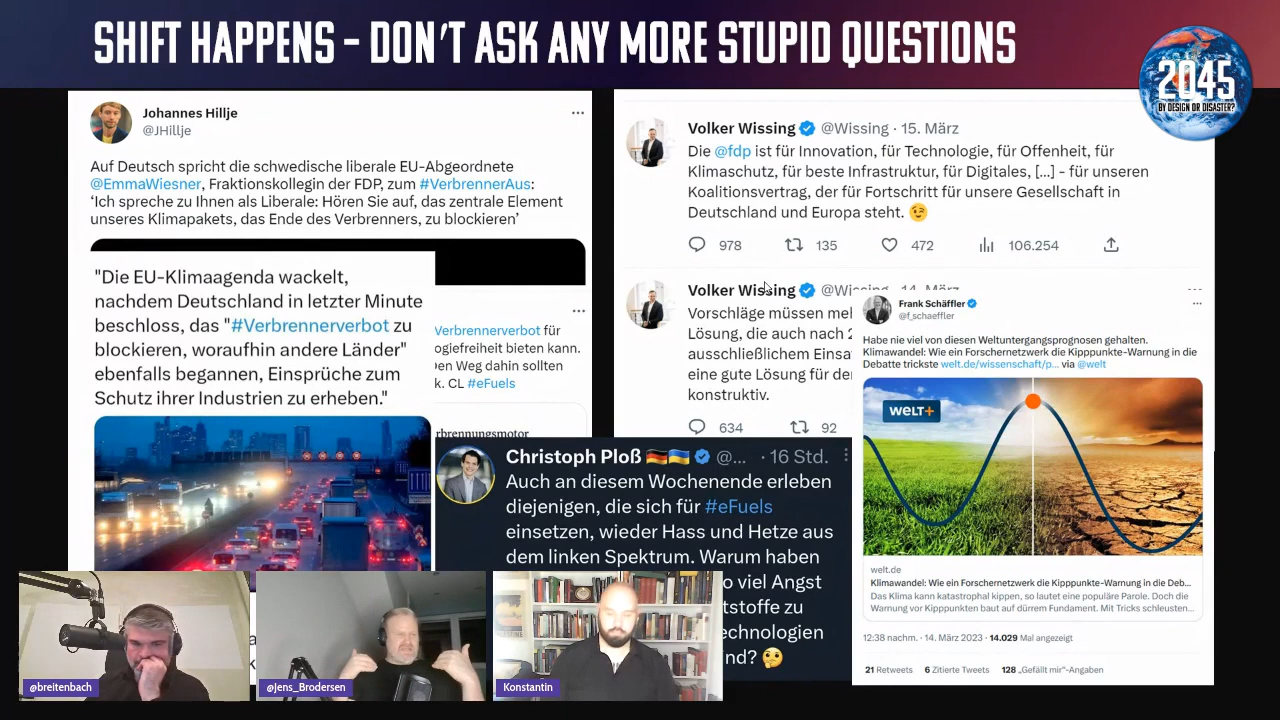 SHIFT HAPPENS - DON'T ASK ANY MORE STUPID QUESTIONS
2045
BY DESIGN OR DISASTER?
Johannes Hillje
@JHillje
Auf Deutsch spricht die schwedische liberale EU-Abgeordnete
@EmmaWiesner, Fraktionskollegin der FDP, zum #VerbrennerAus:
‘Ich spreche zu Ihnen als Liberale: Hören Sie auf, das zentrale Element
unseres Klimapakets, das Ende des Verbrenners, zu blockieren’
"Die EU-Klimaagenda wackelt,
nachdem Deutschland in letzter Minute
beschloss, das "#Verbrennerverbot zu
blockieren, woraufhin andere Länder"
ebenfalls begannen, Einsprüche zum
Schutz ihrer Industrien zu erheben."
Verbrennerverbot für
ogiefreiheit bieten kann.
en Weg dahin sollten
k. CL #eFuels
rbrennungsmotor
Volker Wissing @Wissing · 15. März
Die @fdp ist für Innovation, für Technologie, für Offenheit, für
Klimaschutz, für beste Infrastruktur, für Digitales, [...] - für unseren
Koalitionsvertrag, der für Fortschritt für unsere Gesellschaft in
Deutschland und Europa steht. 😉
978 135 472 106.254
Volker Wissing @Wissing · 14. März
Vorschläge müssen mel
Lösung, die auch nach 2
ausschließlichem Einsa
eine gute Lösung für der
konstruktiv.
634 92
Christoph Ploß 🇩🇪🇺🇦 @... · 16 Std.
Auch an diesem Wochenende erleben
diejenigen, die sich für #eFuels
einsetzen, wieder Hass und Hetze aus
dem linken Spektrum. Warum haben
o viel Angst
tstoffe zu
echnologien
nd? 🤔
Frank Schäffler
@f_schaeffler
Habe nie viel von diesen Weltuntergangsprognosen gehalten.
Klimawandel: Wie ein Forschernetzwerk die Kipppunkte-Warnung in die
Debatte trickste welt.de/wissenschaft/p... via @welt
WELT+
welt.de
Klimawandel: Wie ein Forschernetzwerk die Kipppunkte-Warnung in die Deb...
Das Klima kann katastrophal kippen, so lautet eine populäre Parole. Doch die
Warnung vor Kipppunkten baut auf dürrem Fundament. Mit Tricks schleusten...
12:38 nachm. · 14. März 2023 · 14.029 Mal angezeigt
21 Retweets 6 Zitierte Tweets 128 „Gefällt mir“-Angaben
@breitenbach
@jens_Brodersen
Konstantin